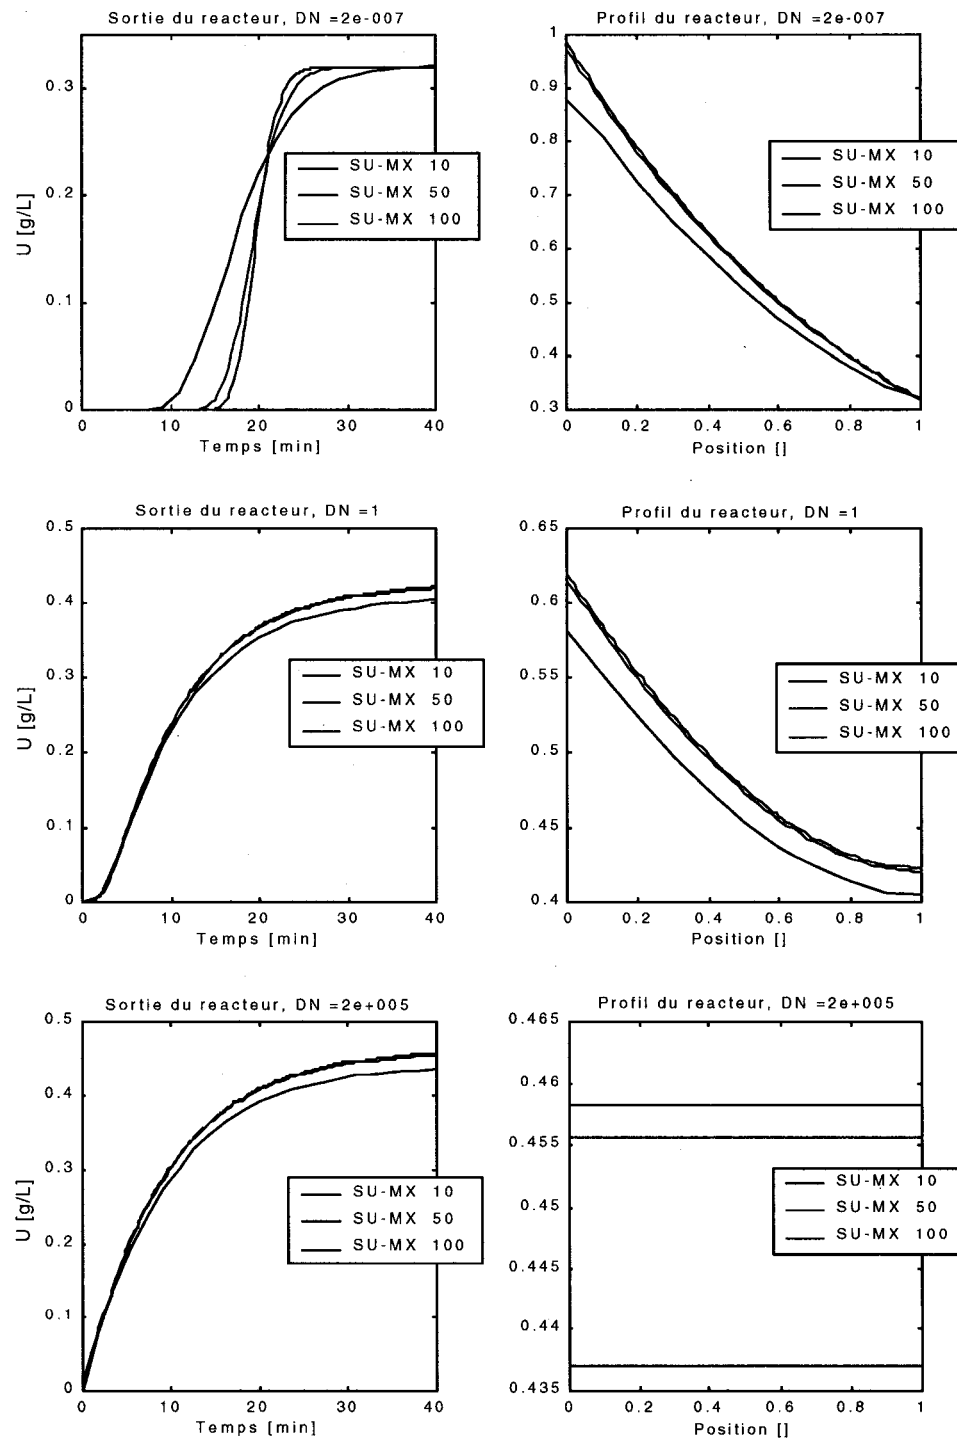 Sortie du reacteur, DN =2e-007
U [g/L]
0.3
0.2
0.1
0
0 10 20 30 40
Temps [min]
SU-MX 10
SU-MX 50
SU-MX 100
Profil du reacteur, DN =2e-007
1
0.9
0.8
0.7
0.6
0.5
0.4
0.3
0 0.2 0.4 0.6 0.8 1
Position []
SU-MX 10
SU-MX 50
SU-MX 100
Sortie du reacteur, DN =1
U [g/L]
0.5
0.4
0.3
0.2
0.1
0
0 10 20 30 40
Temps [min]
SU-MX 10
SU-MX 50
SU-MX 100
Profil du reacteur, DN =1
0.65
0.6
0.55
0.5
0.45
0.4
0 0.2 0.4 0.6 0.8 1
Position []
SU-MX 10
SU-MX 50
SU-MX 100
Sortie du reacteur, DN =2e+005
U [g/L]
0.5
0.4
0.3
0.2
0.1
0
0 10 20 30 40
Temps [min]
SU-MX 10
SU-MX 50
SU-MX 100
Profil du reacteur, DN =2e+005
0.465
0.46
0.455
0.45
0.445
0.44
0.435
0 0.2 0.4 0.6 0.8 1
Position []
SU-MX 10
SU-MX 50
SU-MX 100